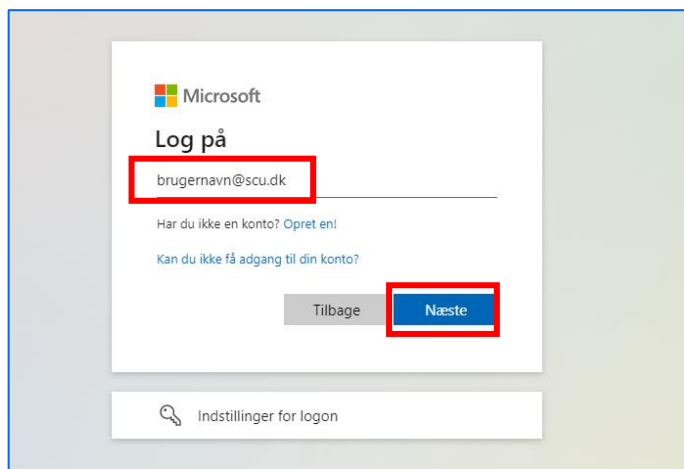 Microsoft
Log på
brugernavn@scu.dk
Har du ikke en konto? Opret en!
Kan du ikke få adgang til din konto?
Tilbage Næste
Indstillinger for logon